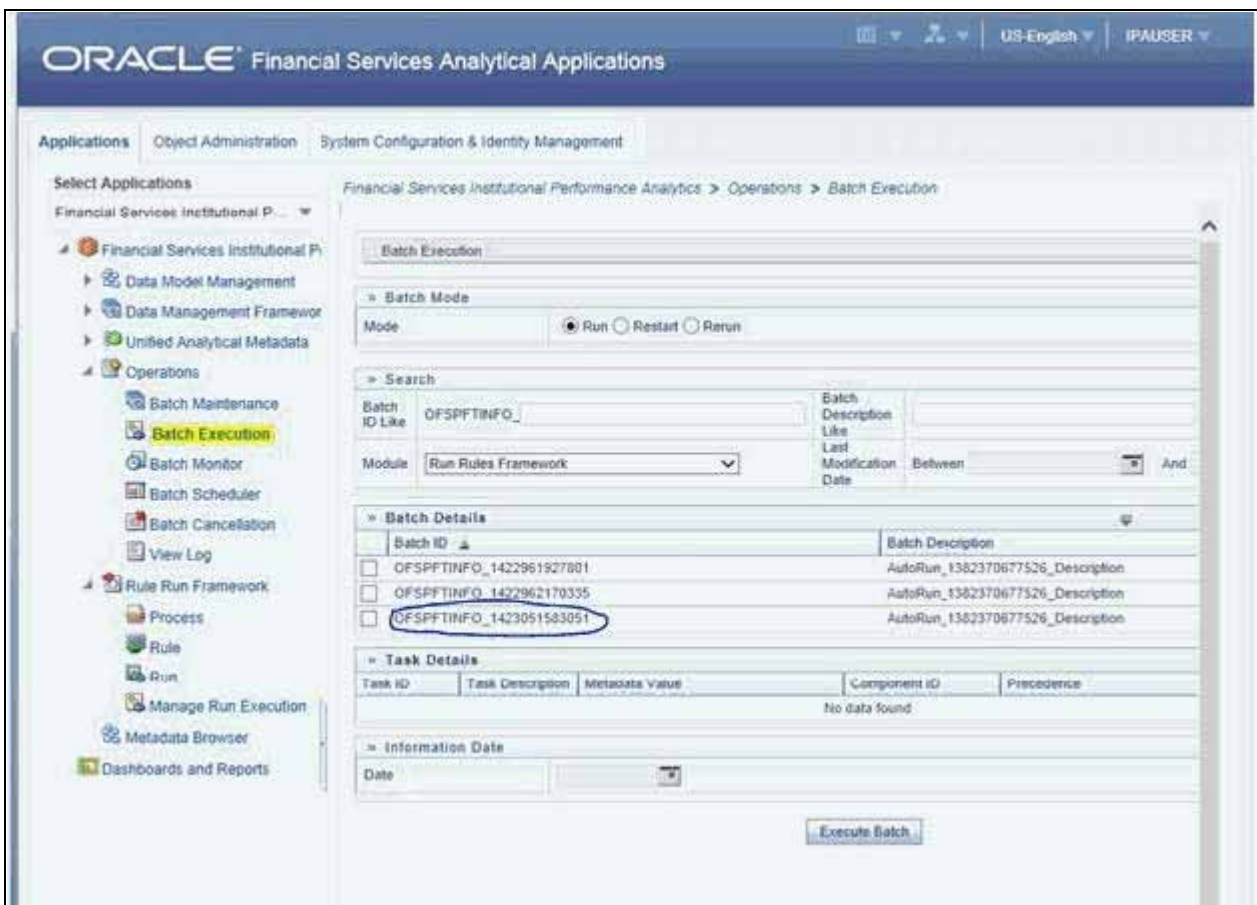 US-English
IPAUSER
ORACLE Financial Services Analytical Applications
Applications
Object Administration
System Configuration & Identity Management
Select Applications
Financial Services Institutional P...
Financial Services Institutional P
Data Model Management
Data Management Framewor
Unified Analytical Metadata
Operations
Batch Maintenance
Batch Execution
Batch Monitor
Batch Scheduler
Batch Cancellation
View Log
Rule Run Framework
Process
Rule
Run
Manage Run Execution
Metadata Browser
Dashboards and Reports
Financial Services Institutional Performance Analytics > Operations > Batch Execution
Batch Execution
» Batch Mode
Mode Run Restart Rerun
» Search
Batch ID Like OFSPFTINFO_
Batch Description Like
Module Run Rules Framework
Last Modification Date Between And
» Batch Details
Batch ID Batch Description
OFSPFTINFO_1422961927801 AutoRun_1382370677526_Description
OFSPFTINFO_1422962170335 AutoRun_1382370677526_Description
OFSPFTINFO_1423051583051 AutoRun_1382370677526_Description
» Task Details
Task ID Task Description Metadata Value Component ID Precedence
No data found
» Information Date
Date
Execute Batch